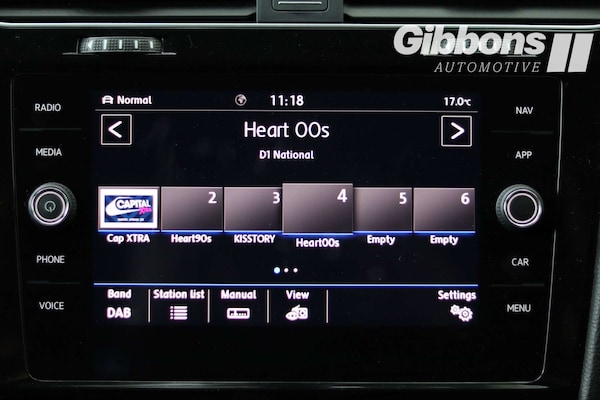 Gibbons
AUTOMOTIVE
RADIO
MEDIA
PHONE
VOICE
Normal 11:18 17.0°C
Heart 00s
D1 National
CAPITAL
XTRA
2 3 4 5 6
Cap XTRA Heart90s KISSTORY Heart00s Empty Empty
Band Station list Manual View Settings
DAB
NAV
APP
CAR
MENU